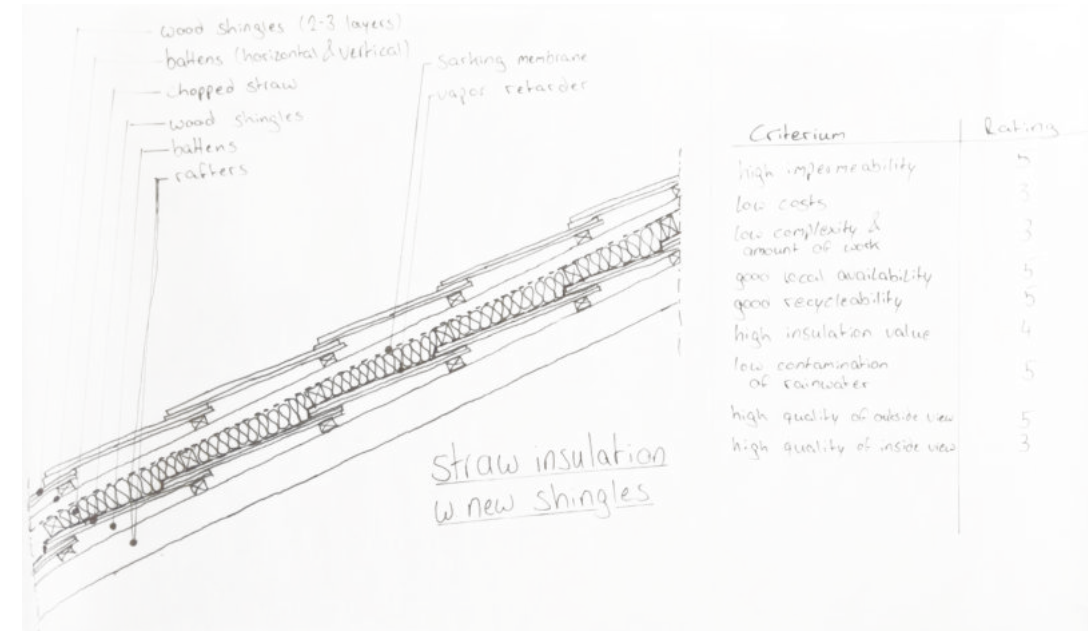 wood shingles (2-3 layers)
battens (horizontal & vertical)
chopped straw
wood shingles
battens
rafters
sarking membrane
vapor retarder
straw insulation
w new shingles
Criterium Rating
high impermeability 5
low costs 3
low complexity &
amount of work 3
good local availability 5
good recycleability 5
high insulation value 4
low contamination
of rainwater 5
high quality of outside view 5
high quality of inside view 3